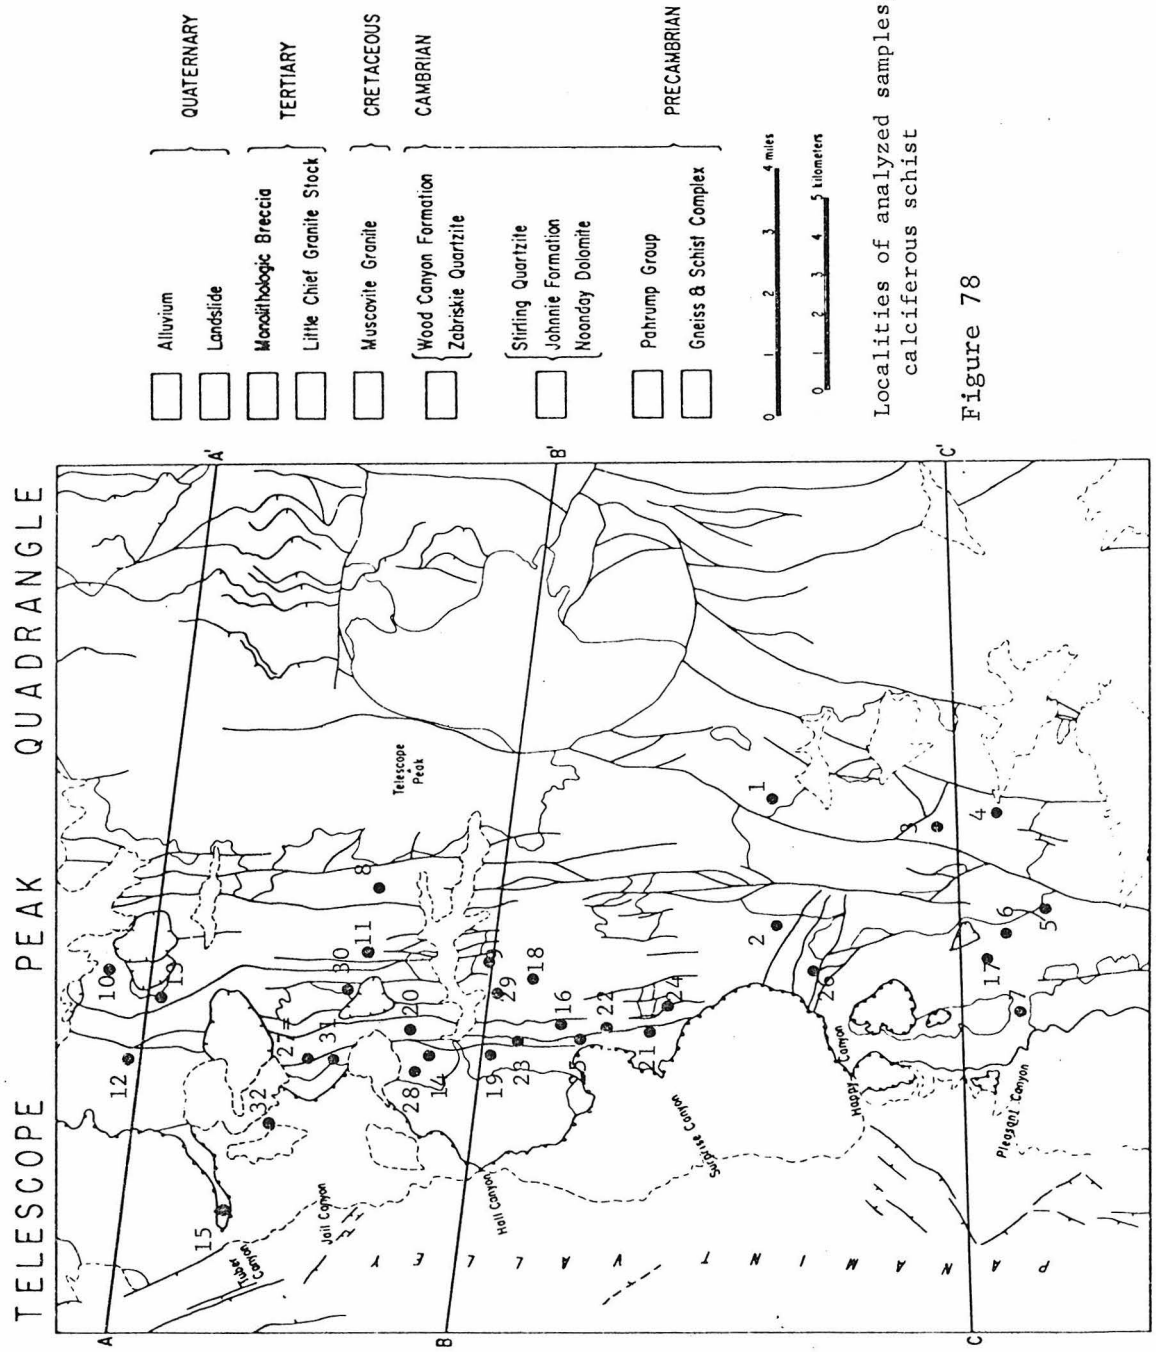 TELESCOPE PEAK QUADRANGLE
A
A'
B
B'
C
C'
Telescope
Peak
Tuber
Canyon
Jail Canyon
Hall Canyon
Surprise Canyon
Happy Canyon
Pleasant Canyon
PANAMINT VALLEY
1
2
3
4
5
6
7
8
9
10
11
12
13
14
15
16
17
18
19
20
21
22
23
24
25
26
27
28
29
30
31
32
Alluvium
Landslide
QUATERNARY
Monolithologic Breccia
Little Chief Granite Stock
TERTIARY
Muscovite Granite
CRETACEOUS
Wood Canyon Formation
Zabriskie Quartzite
CAMBRIAN
Stirling Quartzite
Johnnie Formation
Noonday Dolomite
Pahrump Group
Gneiss & Schist Complex
PRECAMBRIAN
0 1 2 3 4 miles
0 1 2 3 4 5 kilometers
Localities of analyzed samples
calciferous schist
Figure 78